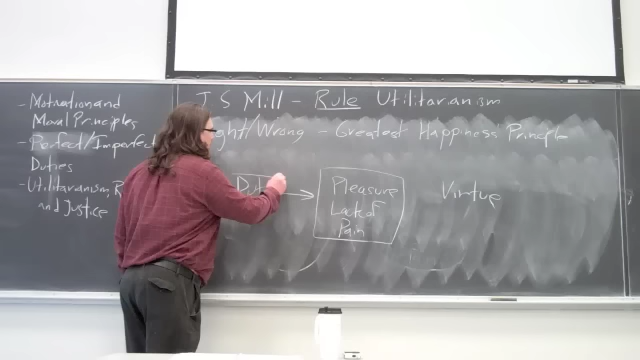 - Motivation and
Moral Principles
- Perfect/Imperfect
Duties
- Utilitarianism, R
and Justice
J S Mill - Rule Utilitarianism
ght/Wrong - Greatest Happiness Principle
Pleasure
Lack of
Pain
Virtue